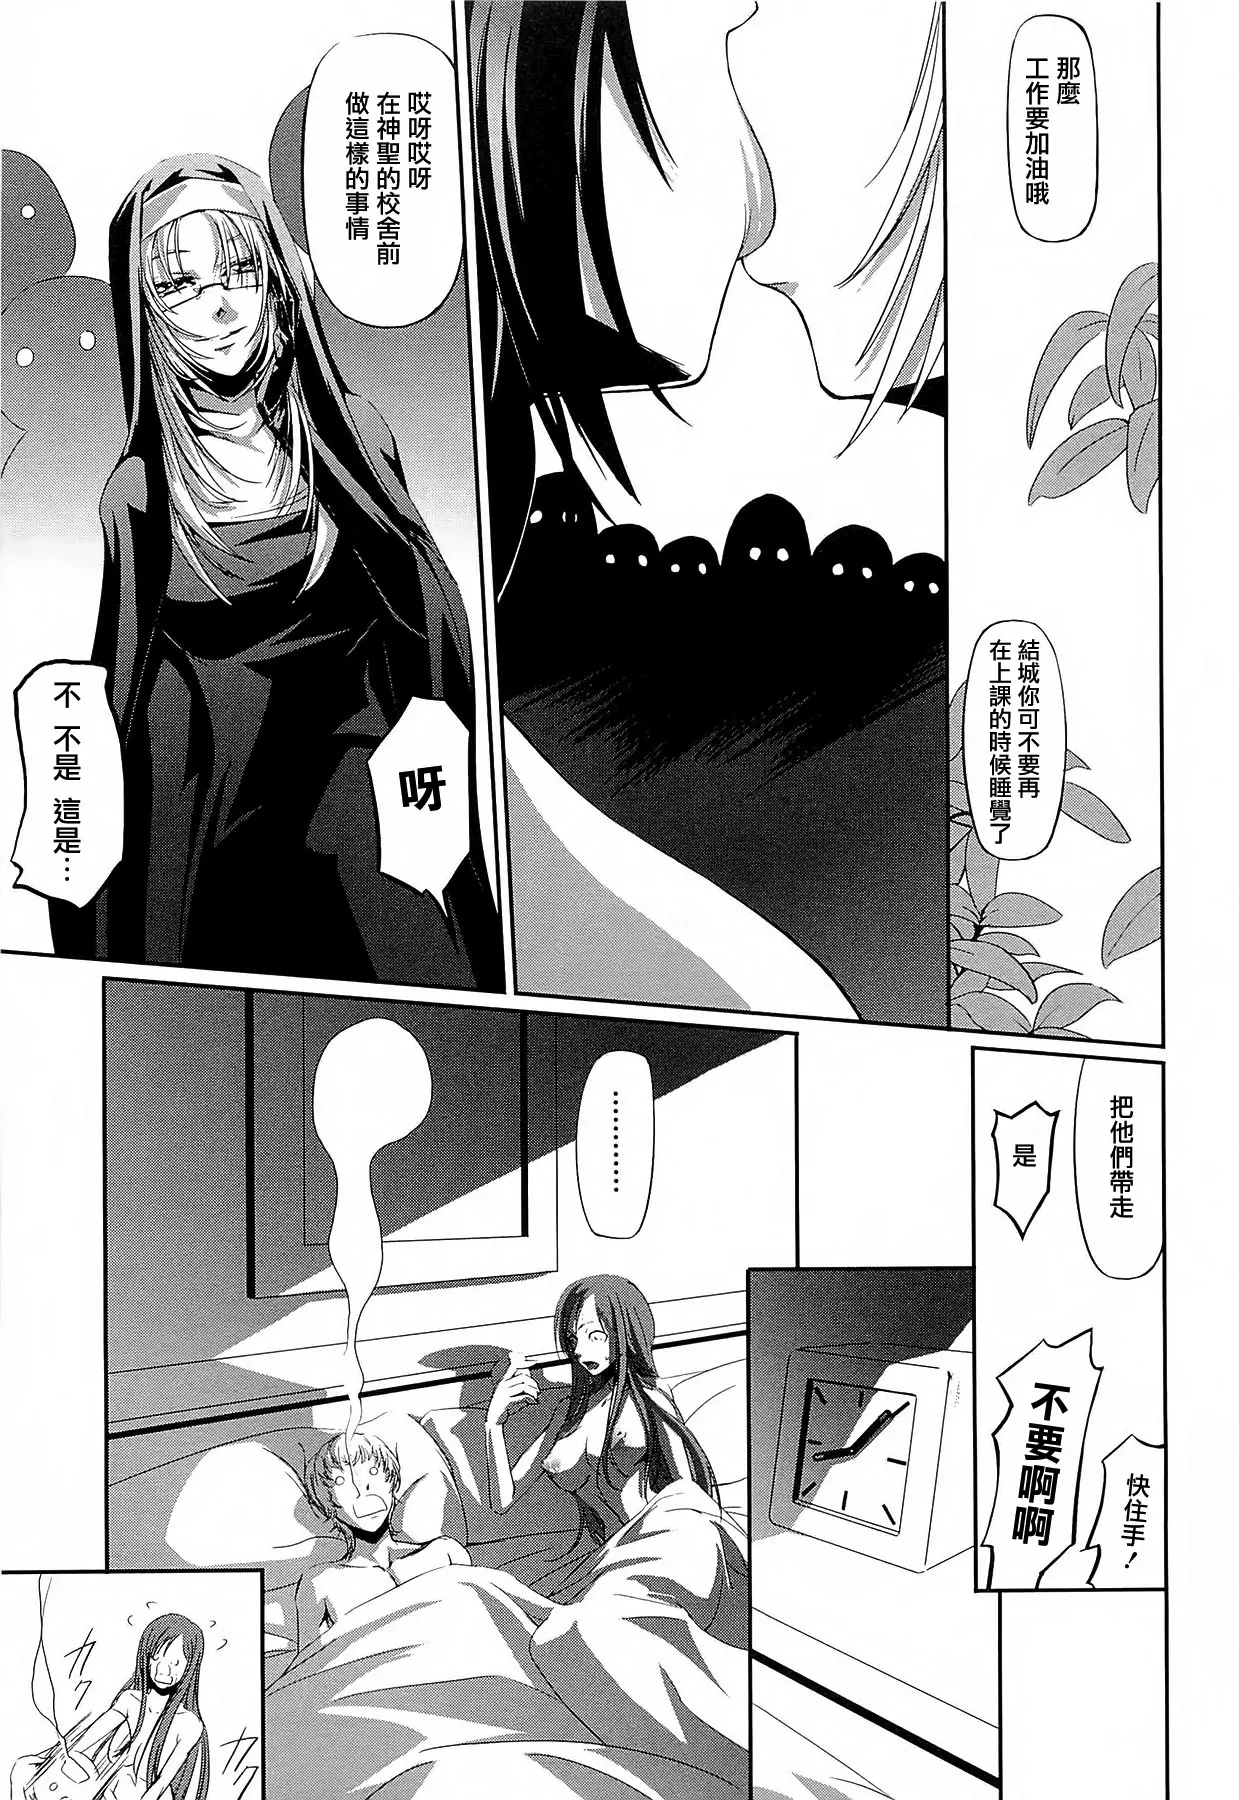 那麼
工作要加油哦
結城你可不要再
在上課的時候睡覺了
哎呀哎呀
在神聖的校舍前
做這樣的事情
呀
不 不是 這是…
把他們帶走
是
快住手！
不要啊啊
………